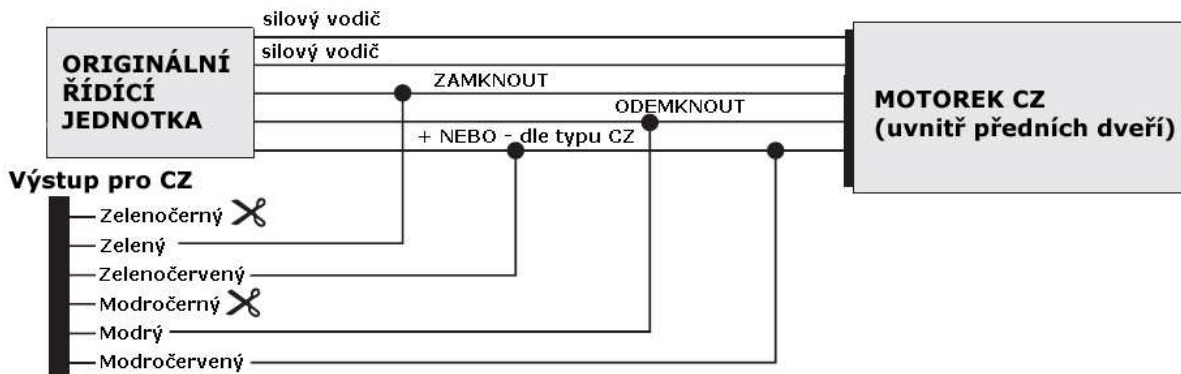 silový vodič
silový vodič
ORIGINÁLNÍ
ŘÍDÍCÍ
JEDNOTKA
ZAMKNOUT
ODEMKNOUT
+ NEBO - dle typu CZ
MOTOREK CZ
(uvnitř předních dveří)
Výstup pro CZ
Zelenočerný
Zelený
Zelenočervený
Modročerný
Modrý
Modročervený